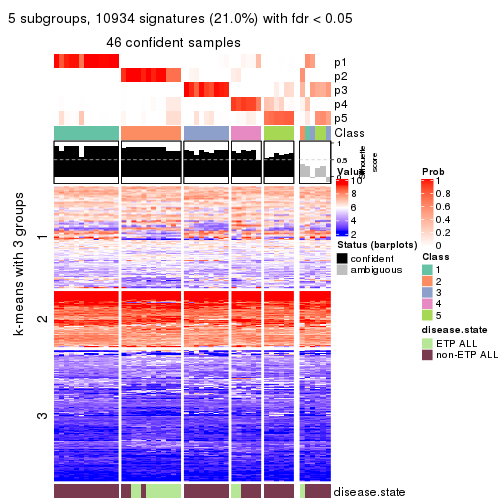 5 subgroups, 10934 signatures (21.0%) with fdr < 0.05
46 confident samples
p1
p2
p3
p4
p5
Class
1
0.5
0
silhouette
score
k-means with 3 groups
1
2
3
Value
10
8
6
4
2
Status (barplots)
confident
ambiguous
Prob
1
0.8
0.6
0.4
0.2
0
Class
1
2
3
4
5
disease.state
ETP ALL
non-ETP ALL
disease.state